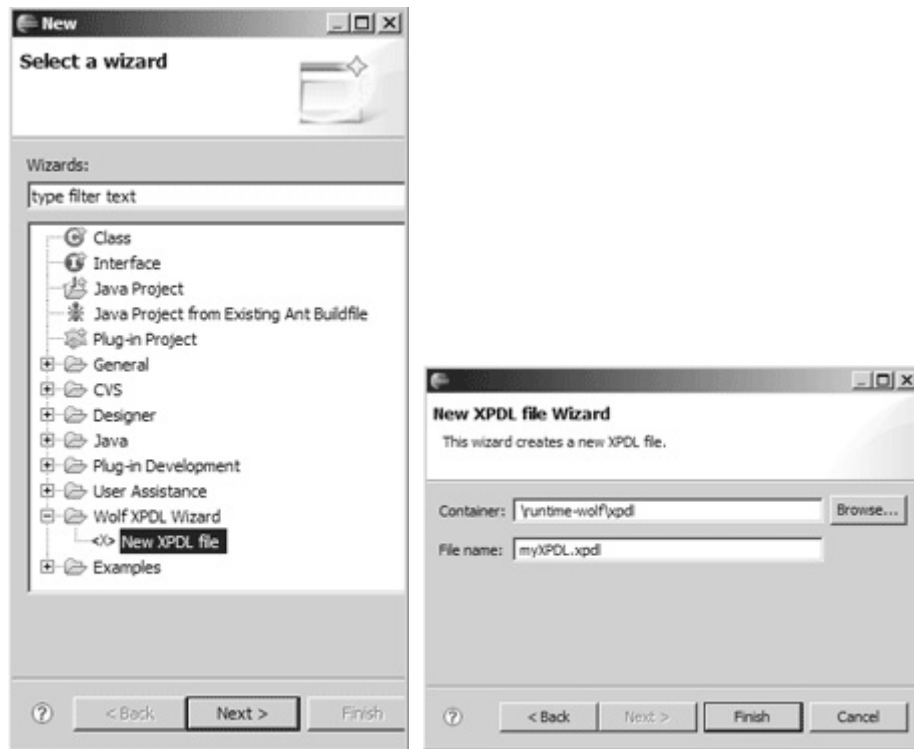 New
Select a wizard
Wizards:
type filter text
Class
Interface
Java Project
Java Project from Existing Ant Buildfile
Plug-in Project
General
CVS
Designer
Java
Plug-in Development
User Assistance
Wolf XPDL Wizard
<X> New XPDL file
Examples
? < Back Next > Finish
New XPDL file Wizard
This wizard creates a new XPDL file.
Container: \runtime-wolf\xpdl Browse...
File name: myXPDL.xpdl
? < Back Next > Finish Cancel